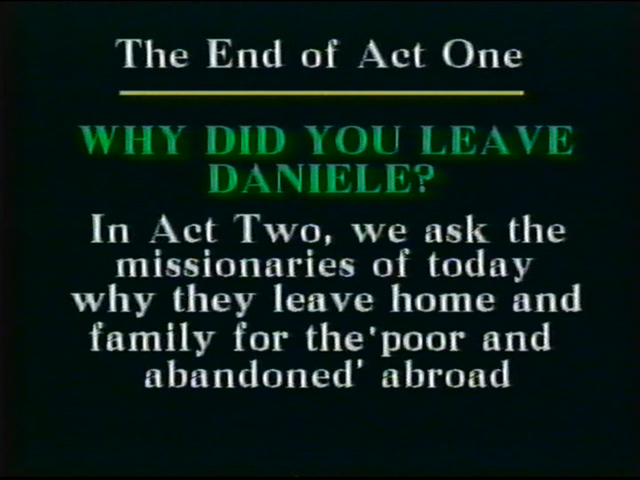 The End of Act One
WHY DID YOU LEAVE
DANIELE?
In Act Two, we ask the
missionaries of today
why they leave home and
family for the'poor and
abandoned' abroad